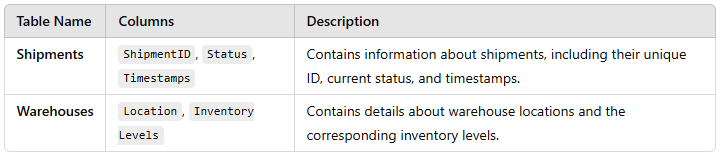 Table Name Columns Description
Shipments ShipmentID, Status, Contains information about shipments, including their unique
Timestamps ID, current status, and timestamps.
Warehouses Location, Inventory Contains details about warehouse locations and the
Levels corresponding inventory levels.